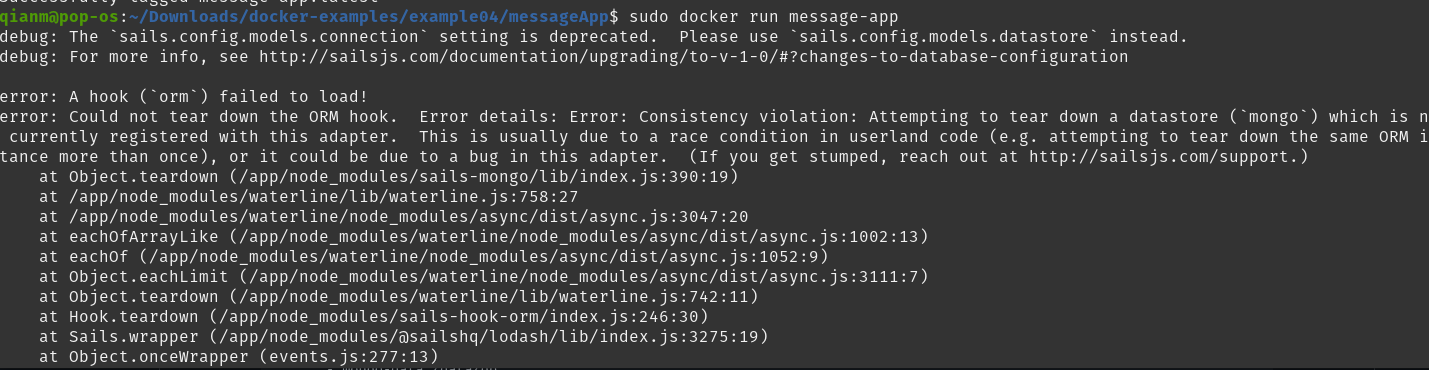 Successfully tagged message-app:latest
qianm@pop-os:~/Downloads/docker-examples/example04/messageApp$ sudo docker run message-app
debug: The `sails.config.models.connection` setting is deprecated.  Please use `sails.config.models.datastore` instead.
debug: For more info, see http://sailsjs.com/documentation/upgrading/to-v-1-0/#?changes-to-database-configuration
error: A hook (`orm`) failed to load!
error: Could not tear down the ORM hook.  Error details: Error: Consistency violation: Attempting to tear down a datastore (`mongo`) which is n
currently registered with this adapter.  This is usually due to a race condition in userland code (e.g. attempting to tear down the same ORM i
tance more than once), or it could be due to a bug in this adapter.  (If you get stumped, reach out at http://sailsjs.com/support.)
    at Object.teardown (/app/node_modules/sails-mongo/lib/index.js:390:19)
    at /app/node_modules/waterline/lib/waterline.js:758:27
    at /app/node_modules/waterline/node_modules/async/dist/async.js:3047:20
    at eachOfArrayLike (/app/node_modules/waterline/node_modules/async/dist/async.js:1002:13)
    at eachOf (/app/node_modules/waterline/node_modules/async/dist/async.js:1052:9)
    at Object.eachLimit (/app/node_modules/waterline/node_modules/async/dist/async.js:3111:7)
    at Object.teardown (/app/node_modules/waterline/lib/waterline.js:742:11)
    at Hook.teardown (/app/node_modules/sails-hook-orm/index.js:246:30)
    at Sails.wrapper (/app/node_modules/@sailshq/lodash/lib/index.js:3275:19)
    at Object.onceWrapper (events.js:277:13)